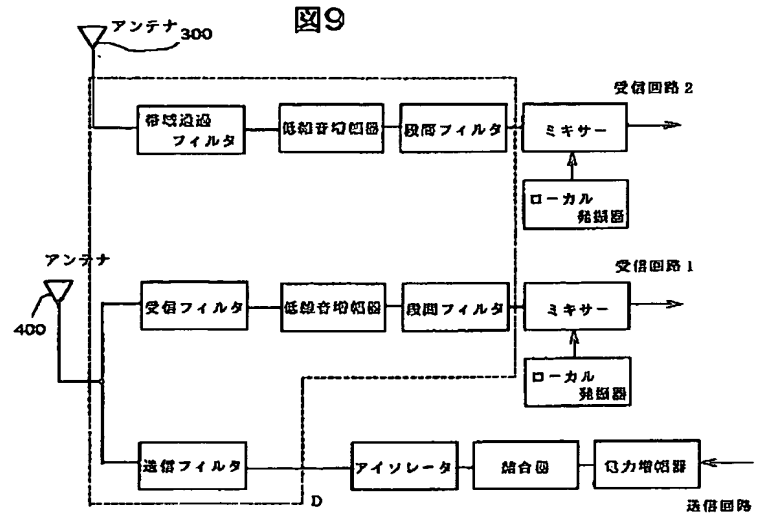 図9
アンテナ 300
受信回路2
帯域通過
フィルタ
低雑音増幅器
段間フィルタ
ミキサー
ローカル
発振器
アンテナ
400
受信回路1
受信フィルタ
低雑音増幅器
段間フィルタ
ミキサー
ローカル
発振器
送信フィルタ
アイソレータ
結合器
電力増幅器
D
送信回路